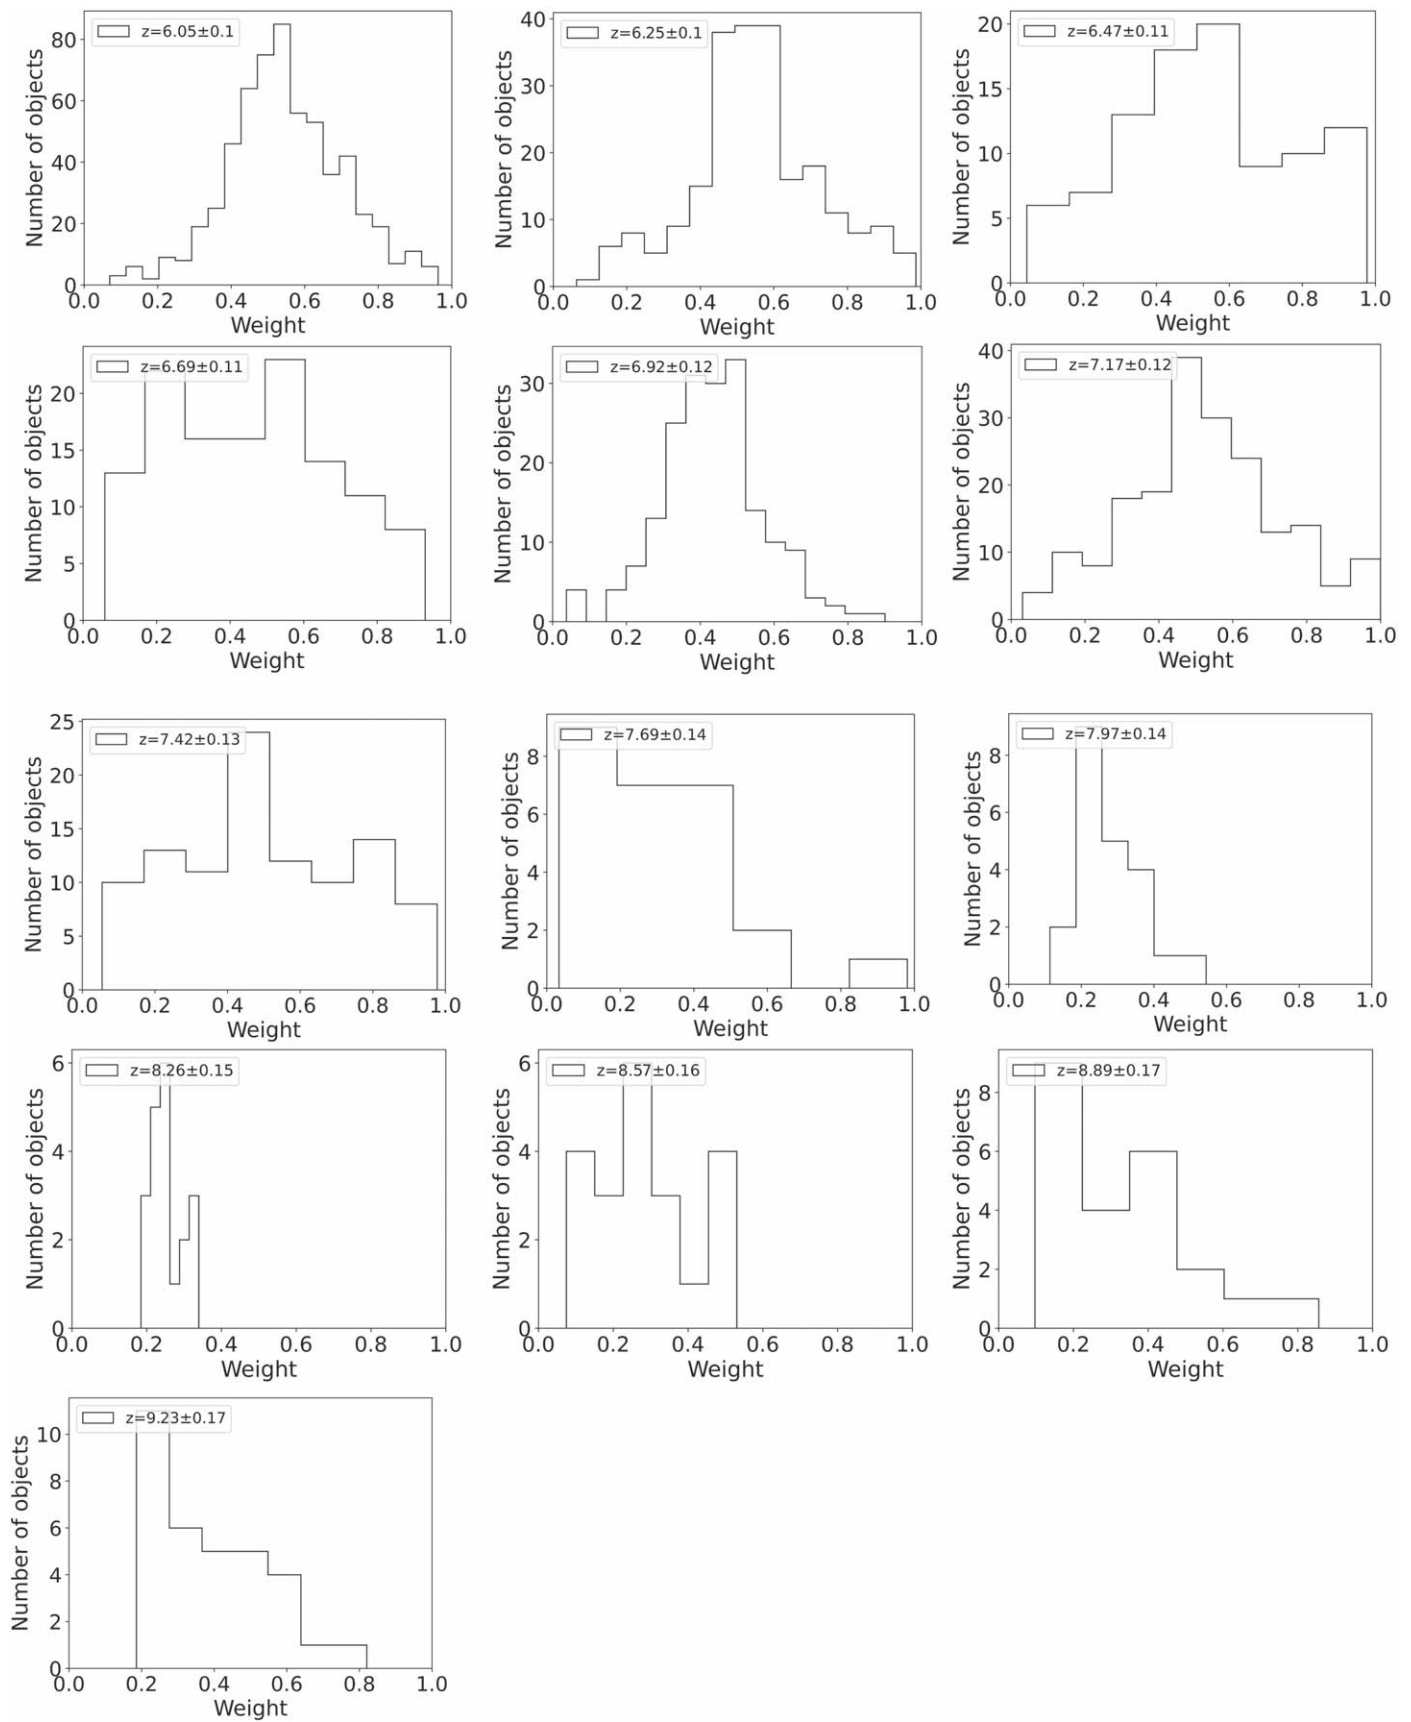 z=6.05±0.1
Number of objects
80
60
40
20
0
0.0 0.2 0.4 0.6 0.8 1.0
Weight
z=6.25±0.1
Number of objects
40
30
20
10
0
0.0 0.2 0.4 0.6 0.8 1.0
Weight
z=6.47±0.11
Number of objects
20
15
10
5
0
0.0 0.2 0.4 0.6 0.8 1.0
Weight
z=6.69±0.11
Number of objects
20
15
10
5
0
0.0 0.2 0.4 0.6 0.8 1.0
Weight
z=6.92±0.12
Number of objects
30
20
10
0
0.0 0.2 0.4 0.6 0.8 1.0
Weight
z=7.17±0.12
Number of objects
40
30
20
10
0
0.0 0.2 0.4 0.6 0.8 1.0
Weight
z=7.42±0.13
Number of objects
25
20
15
10
5
0
0.0 0.2 0.4 0.6 0.8 1.0
Weight
z=7.69±0.14
Number of objects
8
6
4
2
0
0.0 0.2 0.4 0.6 0.8 1.0
Weight
z=7.97±0.14
Number of objects
8
6
4
2
0
0.0 0.2 0.4 0.6 0.8 1.0
Weight
z=8.26±0.15
Number of objects
6
4
2
0
0.0 0.2 0.4 0.6 0.8 1.0
Weight
z=8.57±0.16
Number of objects
6
4
2
0
0.0 0.2 0.4 0.6 0.8 1.0
Weight
z=8.89±0.17
Number of objects
8
6
4
2
0
0.0 0.2 0.4 0.6 0.8 1.0
Weight
z=9.23±0.17
Number of objects
10
8
6
4
2
0
0.0 0.2 0.4 0.6 0.8 1.0
Weight